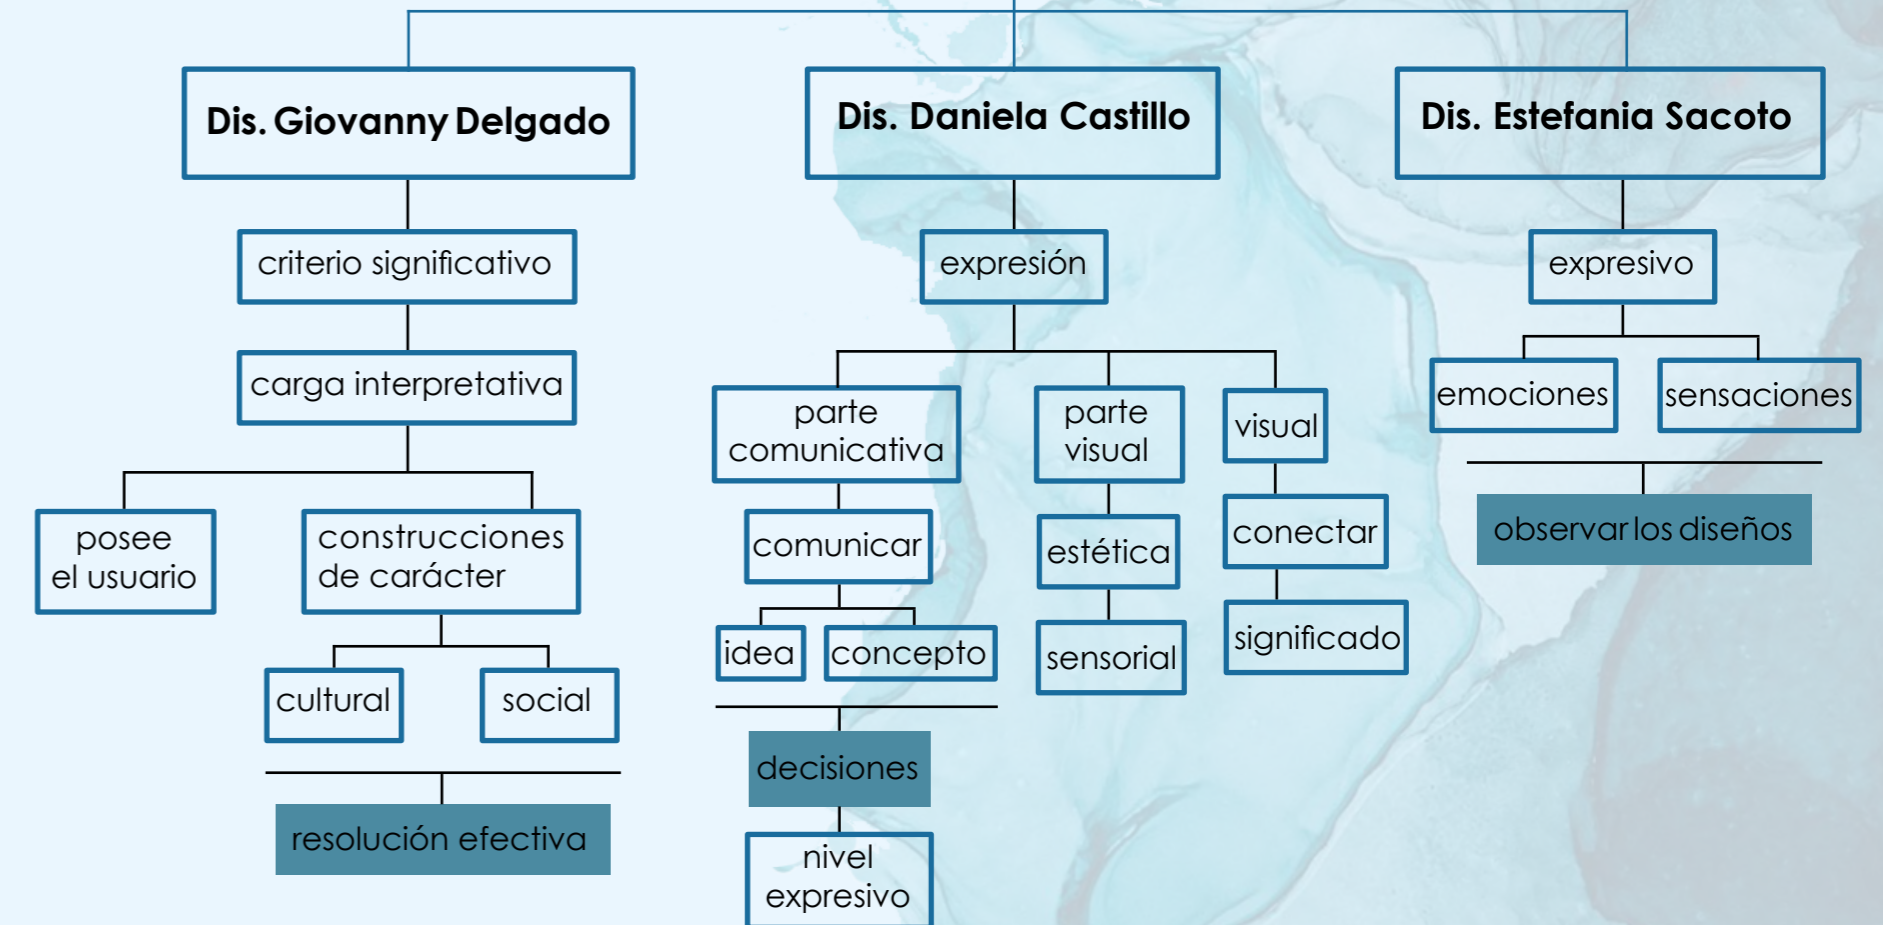 Dis. Giovanny Delgado
criterio significativo
carga interpretativa
posee
el usuario
construcciones
de carácter
cultural
social
resolución efectiva
Dis. Daniela Castillo
expresión
parte
comunicativa
comunicar
idea
concepto
decisiones
nivel
expresivo
parte
visual
estética
sensorial
visual
conectar
significado
Dis. Estefania Sacoto
expresivo
emociones
sensaciones
observar los diseños